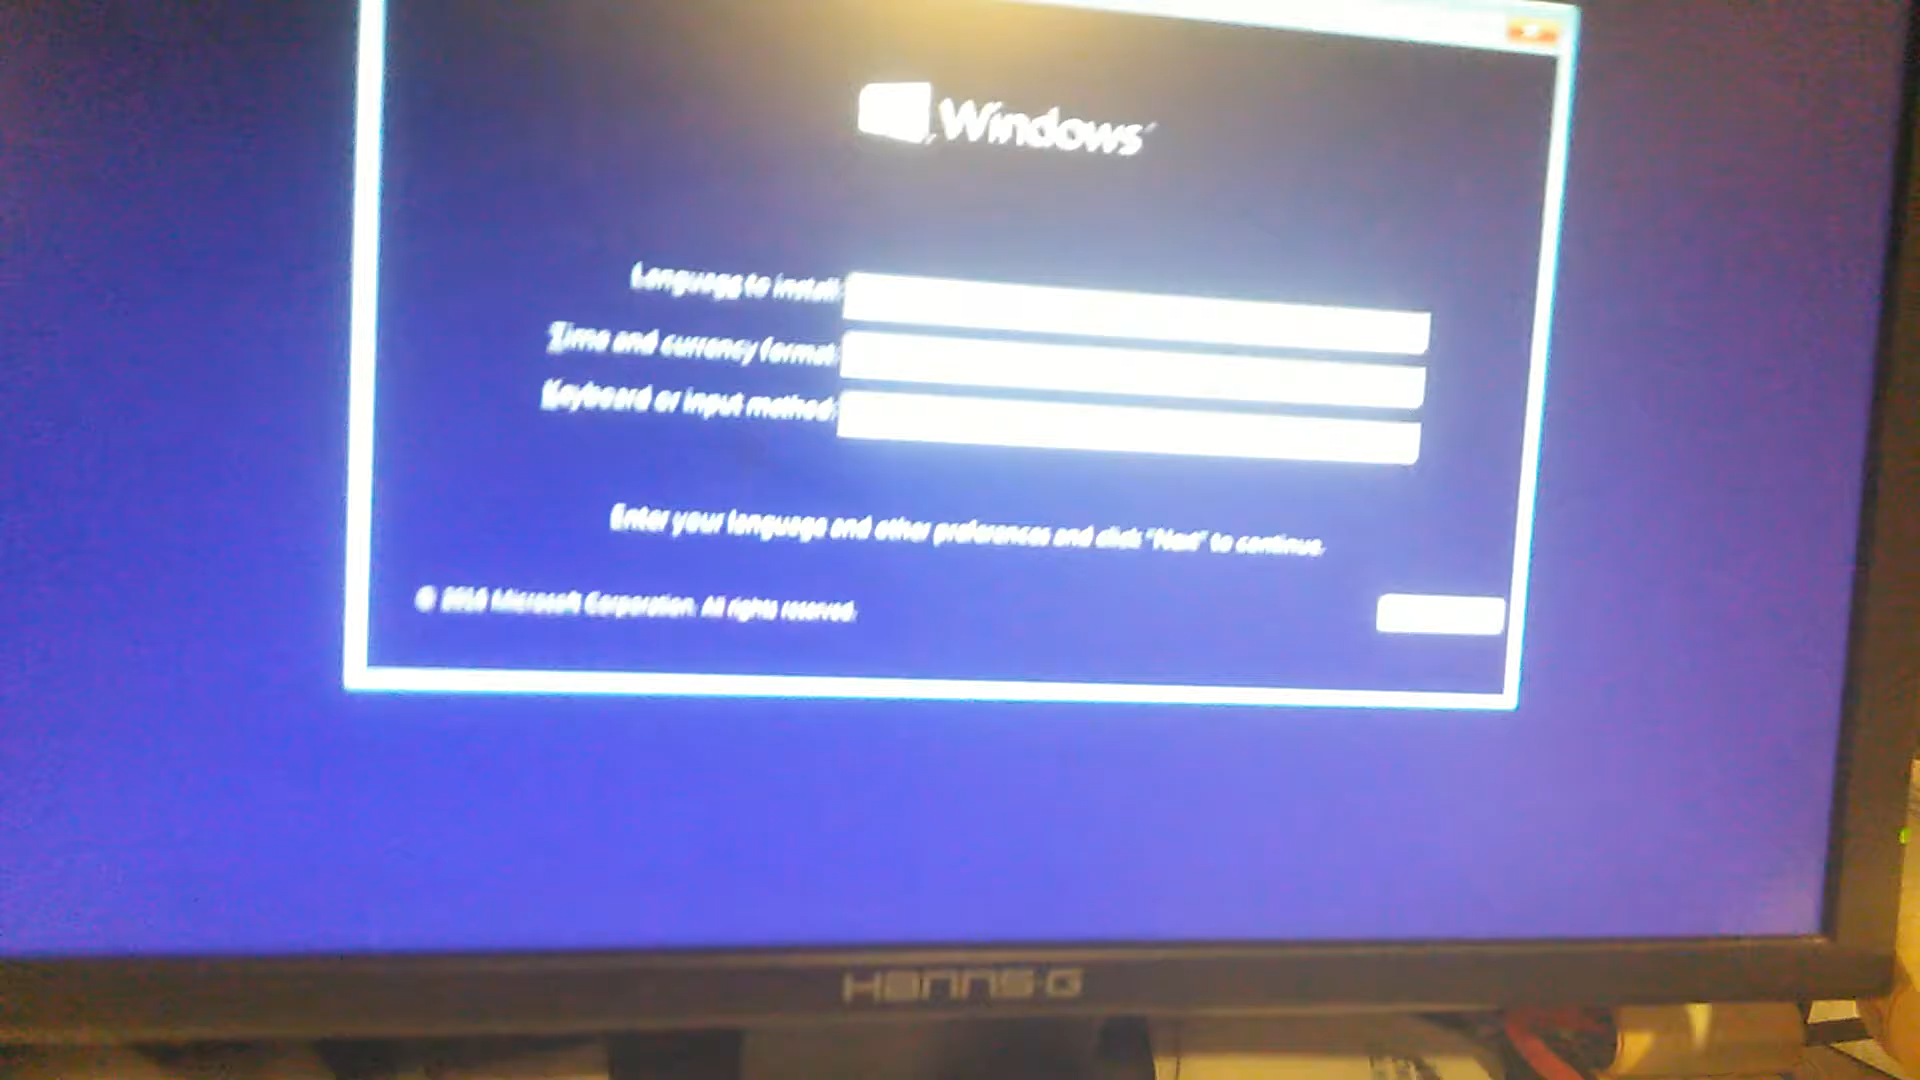 Windows
Language to install:
Time and currency format:
Keyboard or input method:
Enter your language and other preferences and click "Next" to continue.
© 2016 Microsoft Corporation. All rights reserved.
HANNS·G